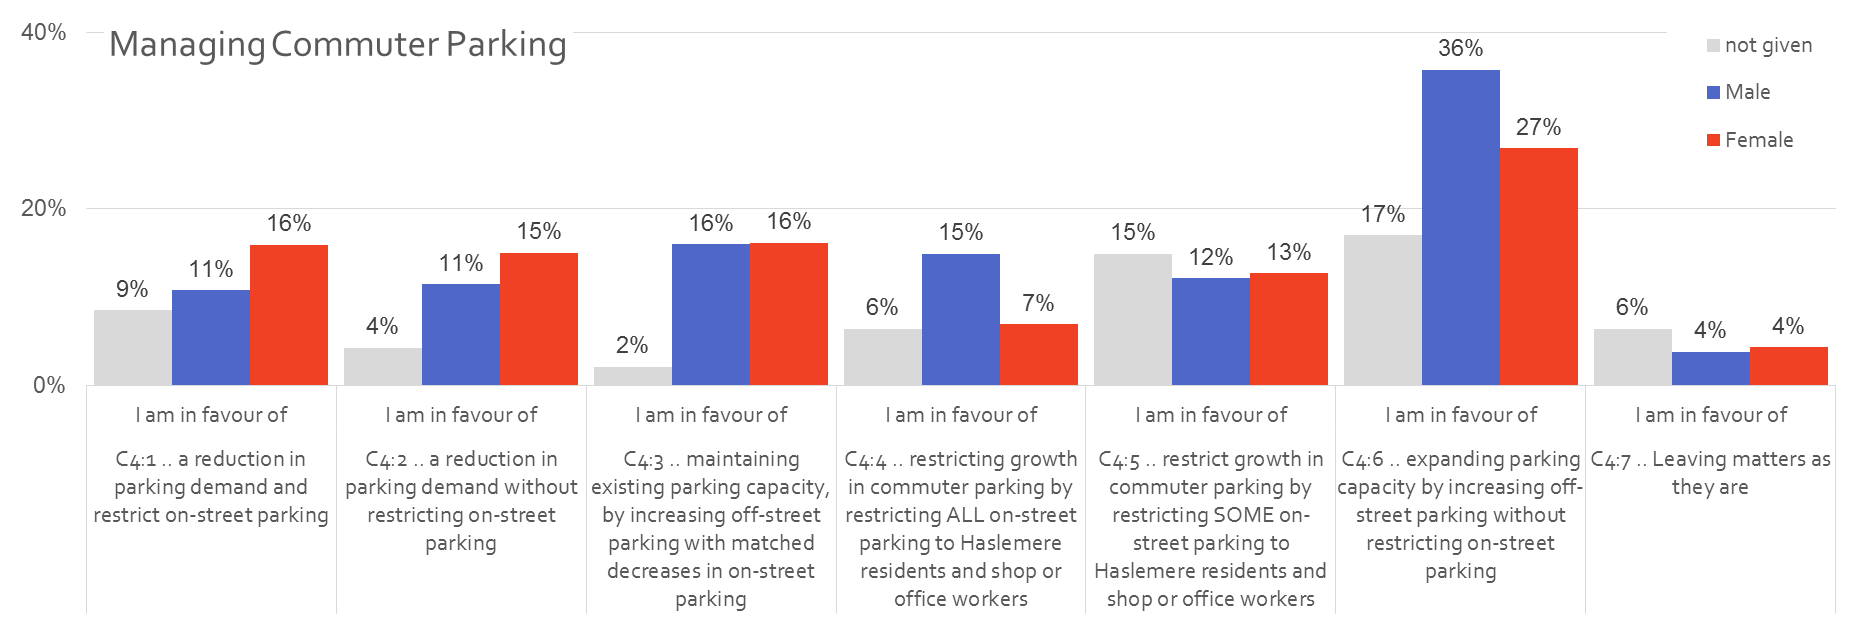 Managing Commuter Parking
40%
20%
0%
not given
Male
Female
9%
11%
16%
4%
11%
15%
2%
16%
16%
6%
15%
7%
15%
12%
13%
17%
36%
27%
6%
4%
4%
I am in favour of
C4:1 .. a reduction in
parking demand and
restrict on-street parking
I am in favour of
C4:2 .. a reduction in
parking demand without
restricting on-street
parking
I am in favour of
C4:3 .. maintaining
existing parking capacity,
by increasing off-street
parking with matched
decreases in on-street
parking
I am in favour of
C4:4 .. restricting growth
in commuter parking by
restricting ALL on-street
parking to Haslemere
residents and shop or
office workers
I am in favour of
C4:5 .. restrict growth in
commuter parking by
restricting SOME on-
street parking to
Haslemere residents and
shop or office workers
I am in favour of
C4:6 .. expanding parking
capacity by increasing off-
street parking without
restricting on-street
parking
I am in favour of
C4:7 .. Leaving matters as
they are